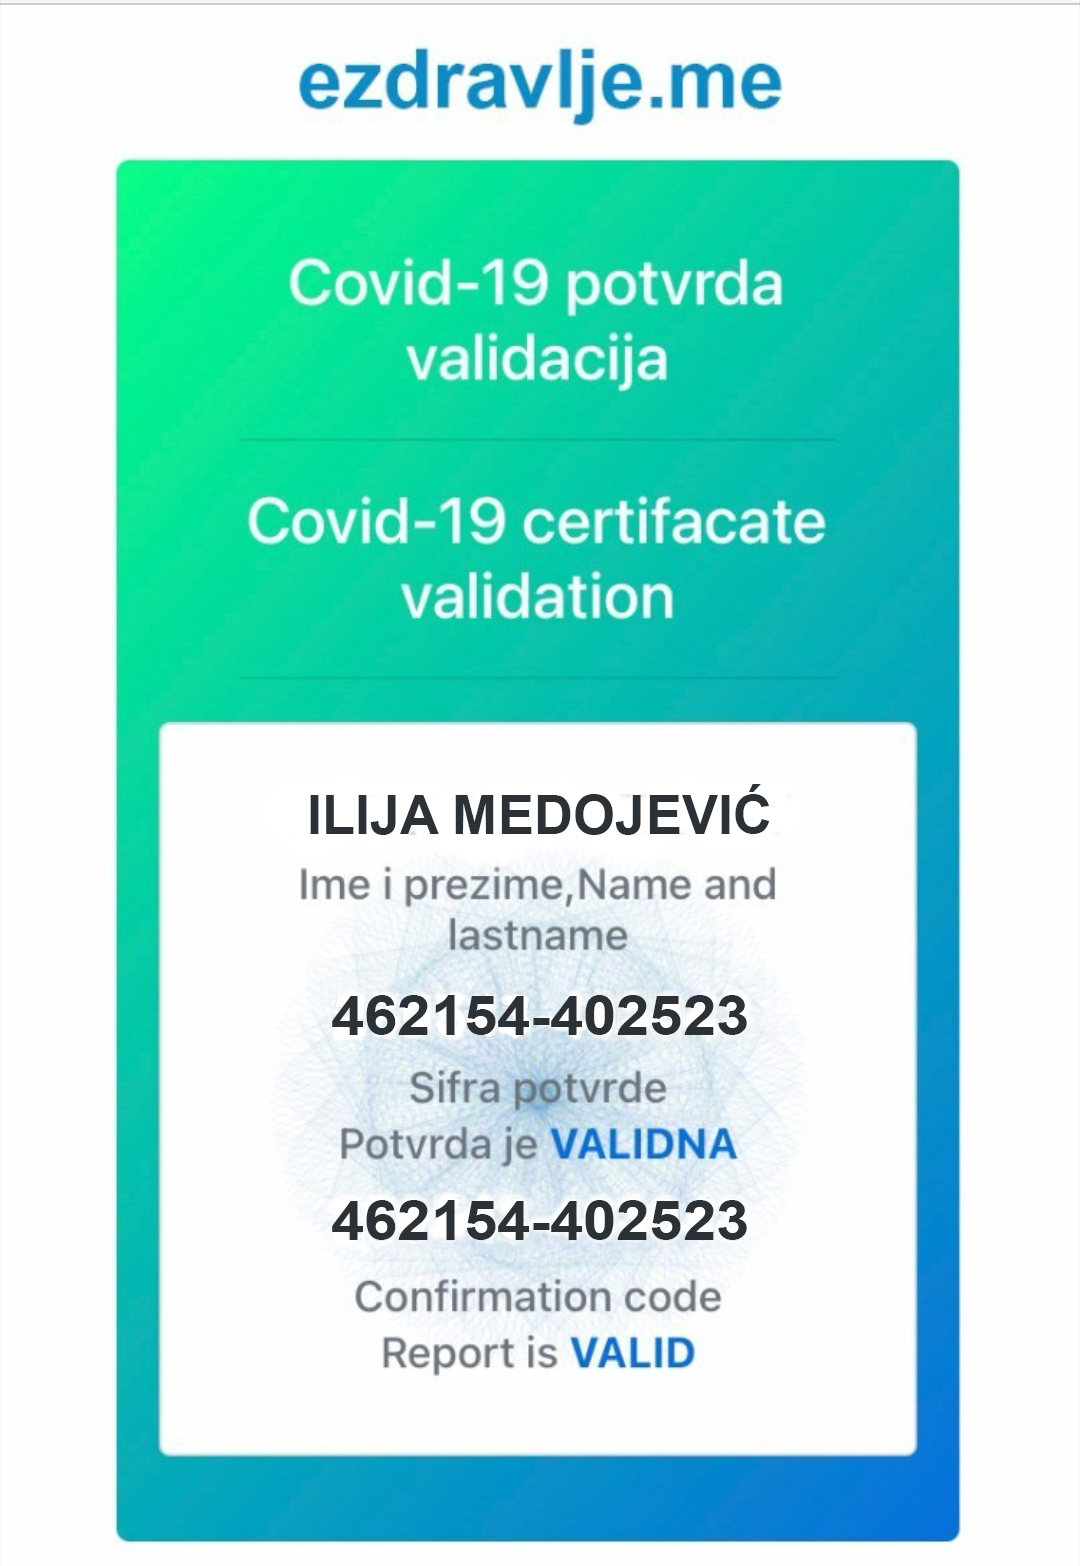 ezdravlje.me
Covid-19 potvrda
validacija
Covid-19 certifacate
validation
ILIJA MEDOJEVIĆ
Ime i prezime,Name and
lastname
462154-402523
Sifra potvrde
Potvrda je VALIDNA
462154-402523
Confirmation code
Report is VALID